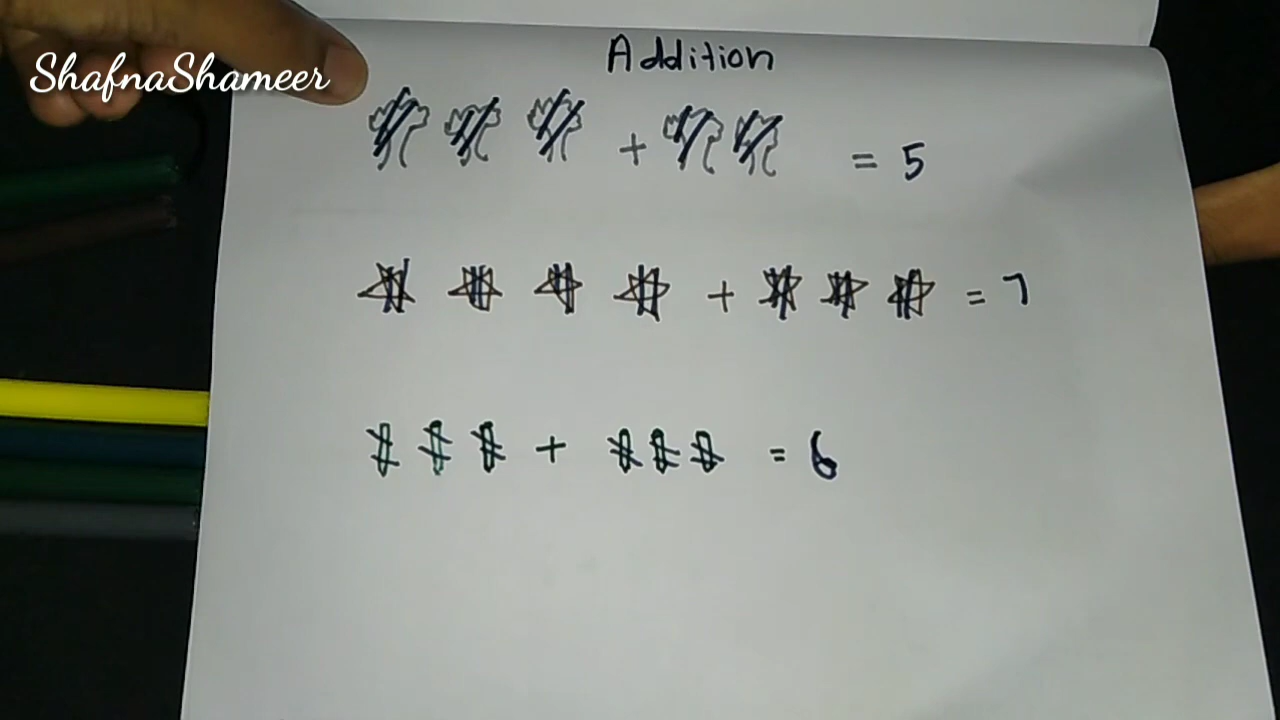 ShafnaShameer
Addition
+ = 5
+ = 7
+ = 6